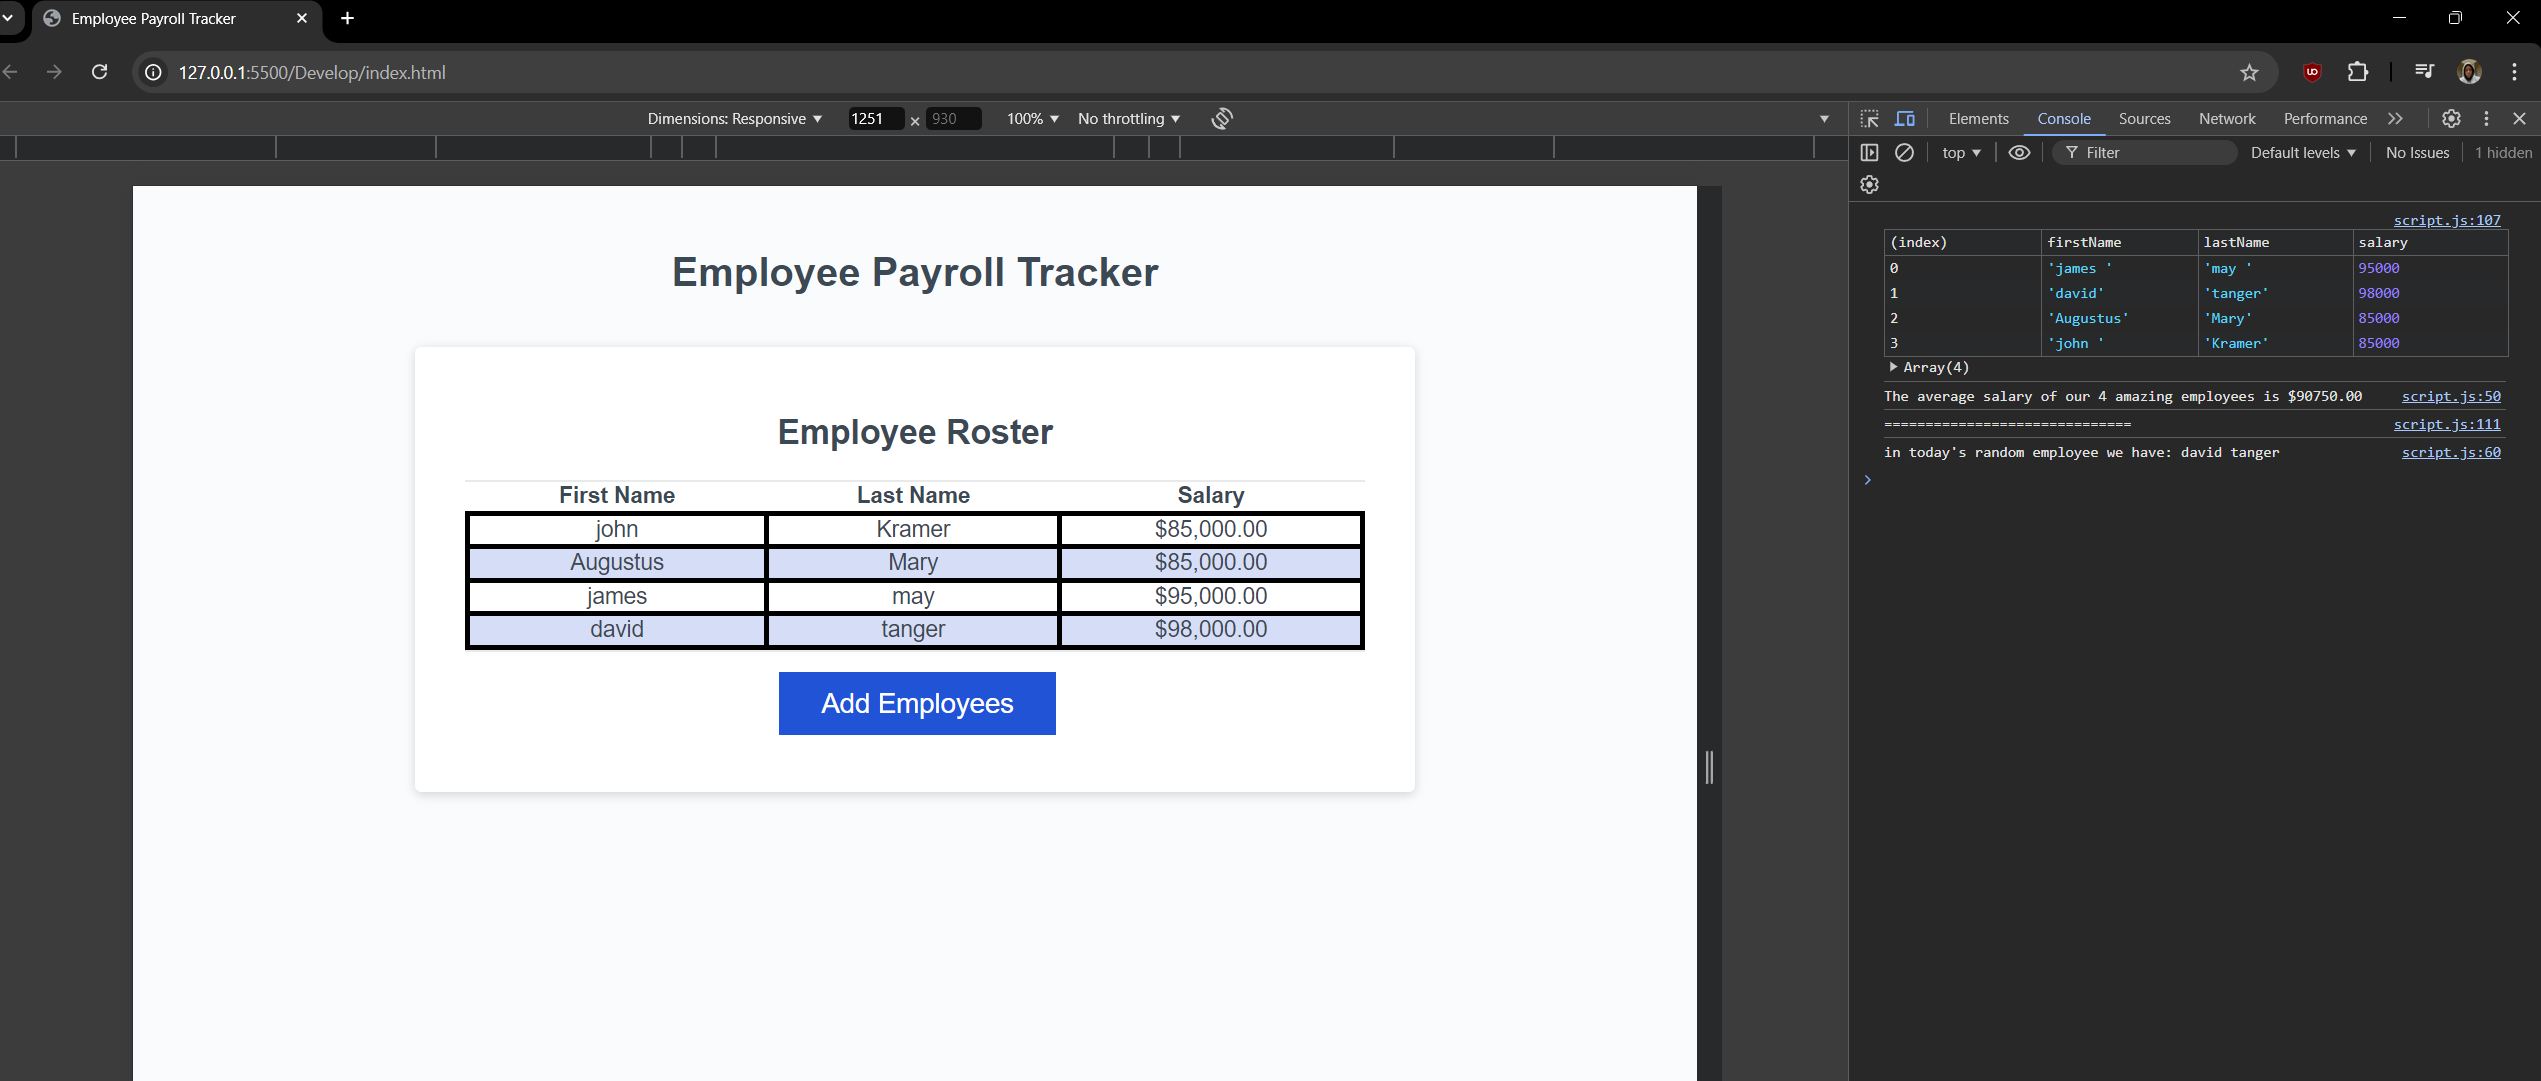 Employee Payroll Tracker
127.0.0.1:5500/Develop/index.html
Dimensions: Responsive 1251 × 930 100% No throttling
Elements Console Sources Network Performance
top Filter Default levels No Issues 1 hidden
Employee Payroll Tracker
Employee Roster
First Name Last Name Salary
john Kramer $85,000.00
Augustus Mary $85,000.00
james may $95,000.00
david tanger $98,000.00
Add Employees
script.js:107
(index) firstName lastName salary
0 'james ' 'may ' 95000
1 'david' 'tanger' 98000
2 'Augustus' 'Mary' 85000
3 'john ' 'Kramer' 85000
Array(4)
The average salary of our 4 amazing employees is $90750.00 script.js:50
============================== script.js:111
in today's random employee we have: david tanger script.js:60